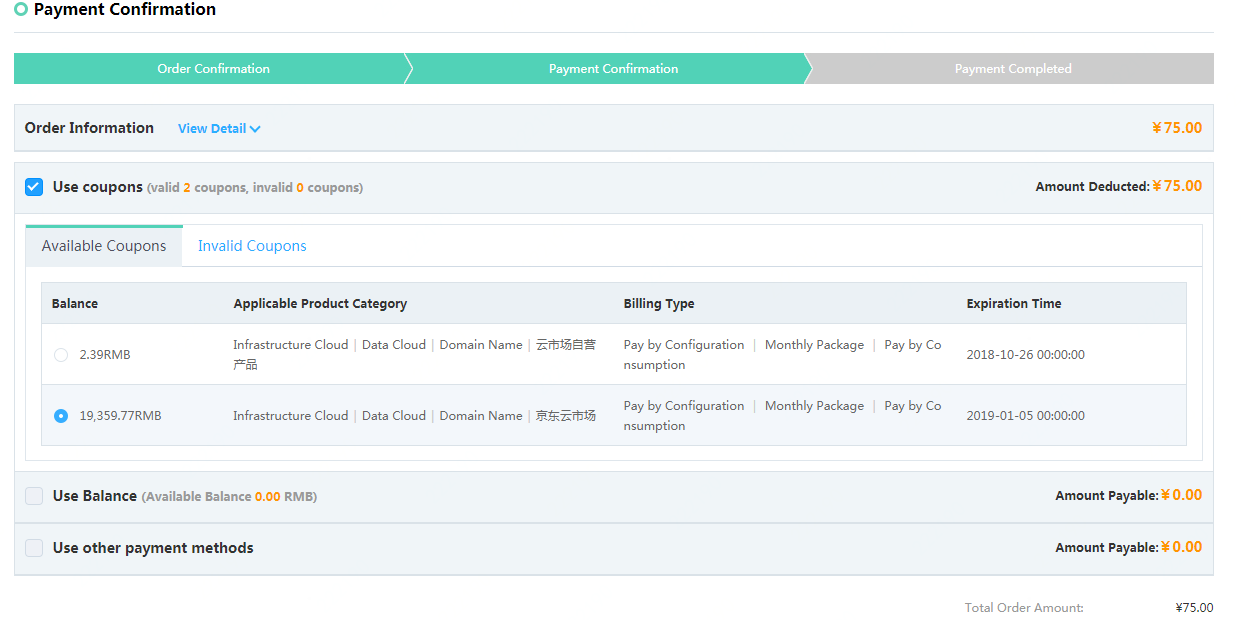 Payment Confirmation
Order Confirmation
Payment Confirmation
Payment Completed
Order Information View Detail ¥75.00
Use coupons (valid 2 coupons, invalid 0 coupons) Amount Deducted: ¥75.00
Available Coupons Invalid Coupons
Balance Applicable Product Category Billing Type Expiration Time
2.39RMB
Infrastructure Cloud | Data Cloud | Domain Name | 云市场自营
产品
Pay by Configuration | Monthly Package | Pay by Co
nsumption
2018-10-26 00:00:00
19,359.77RMB
Infrastructure Cloud | Data Cloud | Domain Name | 京东云市场
Pay by Configuration | Monthly Package | Pay by Co
nsumption
2019-01-05 00:00:00
Use Balance (Available Balance 0.00 RMB) Amount Payable: ¥0.00
Use other payment methods Amount Payable: ¥0.00
Total Order Amount: ¥75.00